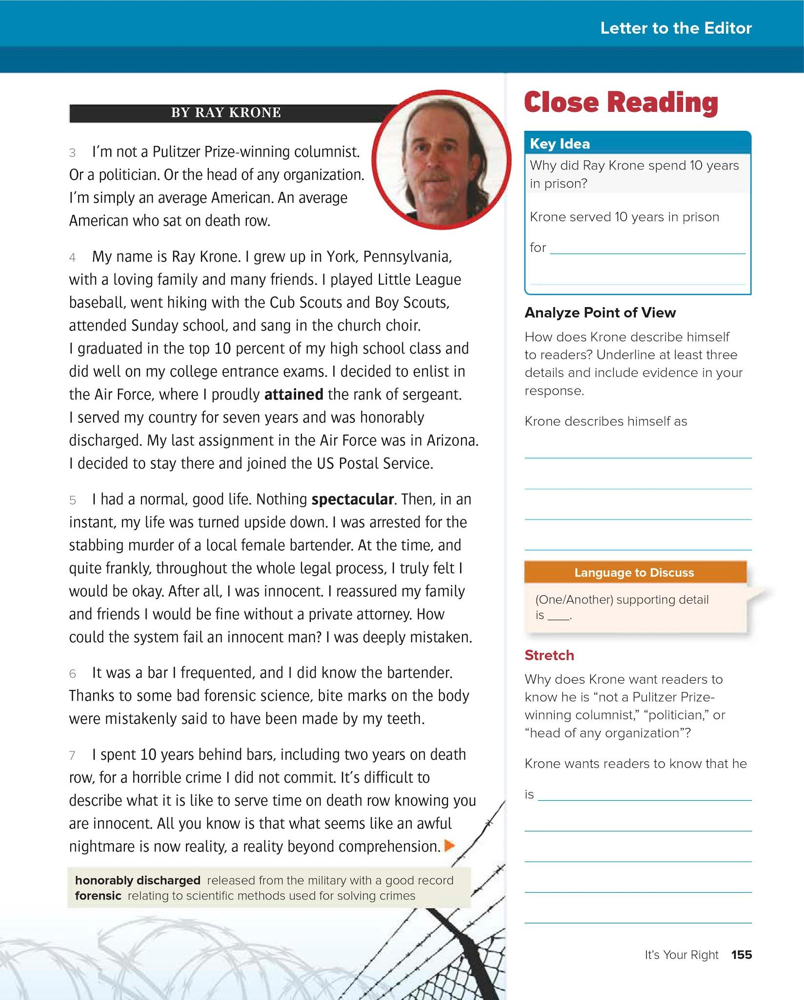 Letter to the Editor
BY RAY KRONE
3 I’m not a Pulitzer Prize-winning columnist.
Or a politician. Or the head of any organization.
I’m simply an average American. An average
American who sat on death row.
4 My name is Ray Krone. I grew up in York, Pennsylvania,
with a loving family and many friends. I played Little League
baseball, went hiking with the Cub Scouts and Boy Scouts,
attended Sunday school, and sang in the church choir.
I graduated in the top 10 percent of my high school class and
did well on my college entrance exams. I decided to enlist in
the Air Force, where I proudly attained the rank of sergeant.
I served my country for seven years and was honorably
discharged. My last assignment in the Air Force was in Arizona.
I decided to stay there and joined the US Postal Service.
5 I had a normal, good life. Nothing spectacular. Then, in an
instant, my life was turned upside down. I was arrested for the
stabbing murder of a local female bartender. At the time, and
quite frankly, throughout the whole legal process, I truly felt I
would be okay. After all, I was innocent. I reassured my family
and friends I would be fine without a private attorney. How
could the system fail an innocent man? I was deeply mistaken.
6 It was a bar I frequented, and I did know the bartender.
Thanks to some bad forensic science, bite marks on the body
were mistakenly said to have been made by my teeth.
7 I spent 10 years behind bars, including two years on death
row, for a horrible crime I did not commit. It’s difficult to
describe what it is like to serve time on death row knowing you
are innocent. All you know is that what seems like an awful
nightmare is now reality, a reality beyond comprehension.
honorably discharged released from the military with a good record
forensic relating to scientific methods used for solving crimes
Close Reading
Key Idea
Why did Ray Krone spend 10 years
in prison?
Krone served 10 years in prison
for
Analyze Point of View
How does Krone describe himself
to readers? Underline at least three
details and include evidence in your
response.
Krone describes himself as
Language to Discuss
(One/Another) supporting detail
is ___.
Stretch
Why does Krone want readers to
know he is “not a Pulitzer Prize-
winning columnist,” “politician,” or
“head of any organization”?
Krone wants readers to know that he
is
It’s Your Right 155